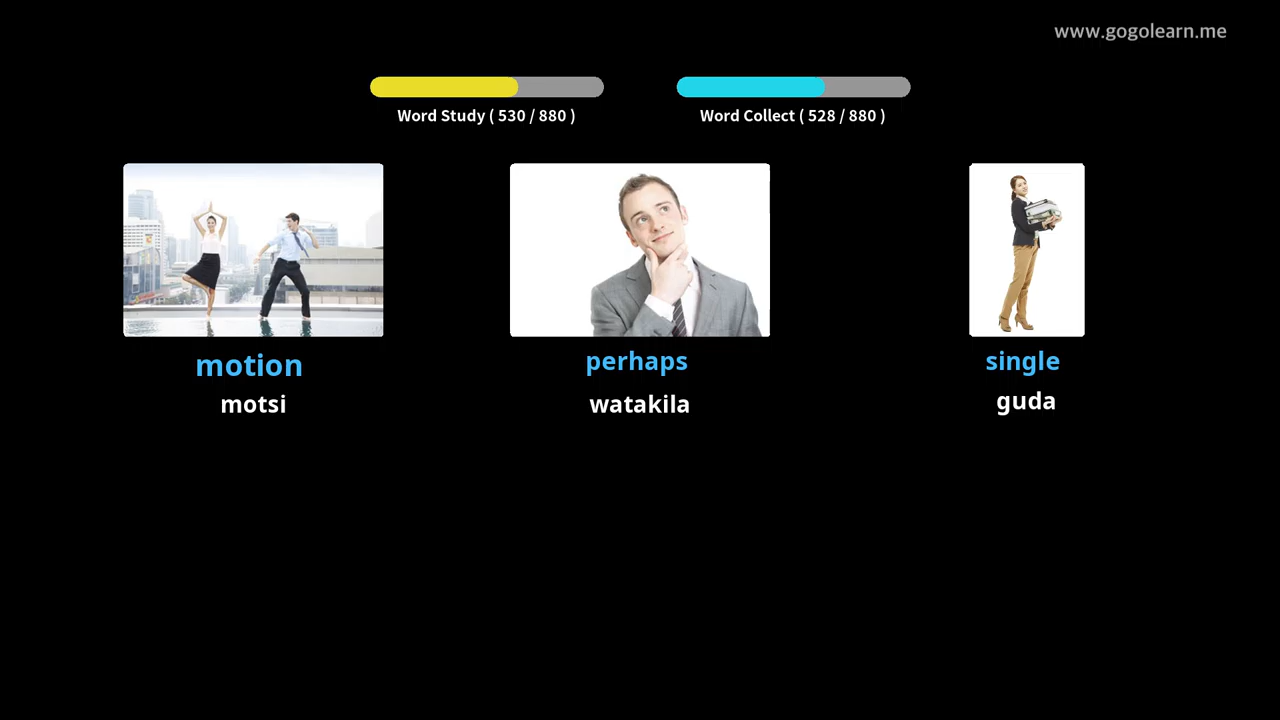 www.gogolearn.me
Word Study ( 530 / 880 )
Word Collect ( 528 / 880 )
motion
perhaps
single
motsi
watakila
guda